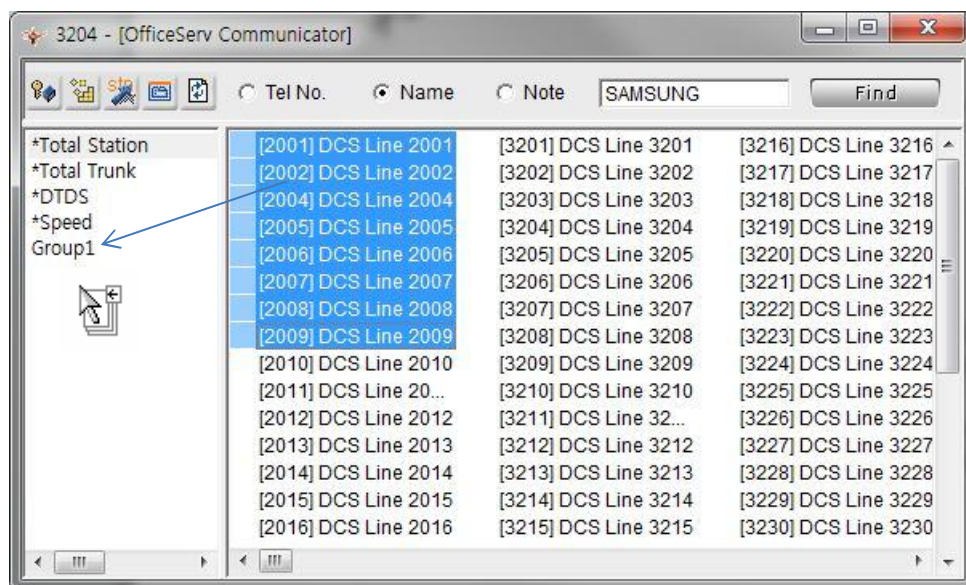 3204 - [OfficeServ Communicator]
Tel No. Name Note SAMSUNG Find
*Total Station
*Total Trunk
*DTDS
*Speed
Group1
[2001] DCS Line 2001 [3201] DCS Line 3201 [3216] DCS Line 3216
[2002] DCS Line 2002 [3202] DCS Line 3202 [3217] DCS Line 3217
[2004] DCS Line 2004 [3203] DCS Line 3203 [3218] DCS Line 3218
[2005] DCS Line 2005 [3204] DCS Line 3204 [3219] DCS Line 3219
[2006] DCS Line 2006 [3205] DCS Line 3205 [3220] DCS Line 3220
[2007] DCS Line 2007 [3206] DCS Line 3206 [3221] DCS Line 3221
[2008] DCS Line 2008 [3207] DCS Line 3207 [3222] DCS Line 3222
[2009] DCS Line 2009 [3208] DCS Line 3208 [3223] DCS Line 3223
[2010] DCS Line 2010 [3209] DCS Line 3209 [3224] DCS Line 3224
[2011] DCS Line 20... [3210] DCS Line 3210 [3225] DCS Line 3225
[2012] DCS Line 2012 [3211] DCS Line 32... [3226] DCS Line 3226
[2013] DCS Line 2013 [3212] DCS Line 3212 [3227] DCS Line 3227
[2014] DCS Line 2014 [3213] DCS Line 3213 [3228] DCS Line 3228
[2015] DCS Line 2015 [3214] DCS Line 3214 [3229] DCS Line 3229
[2016] DCS Line 2016 [3215] DCS Line 3215 [3230] DCS Line 3230